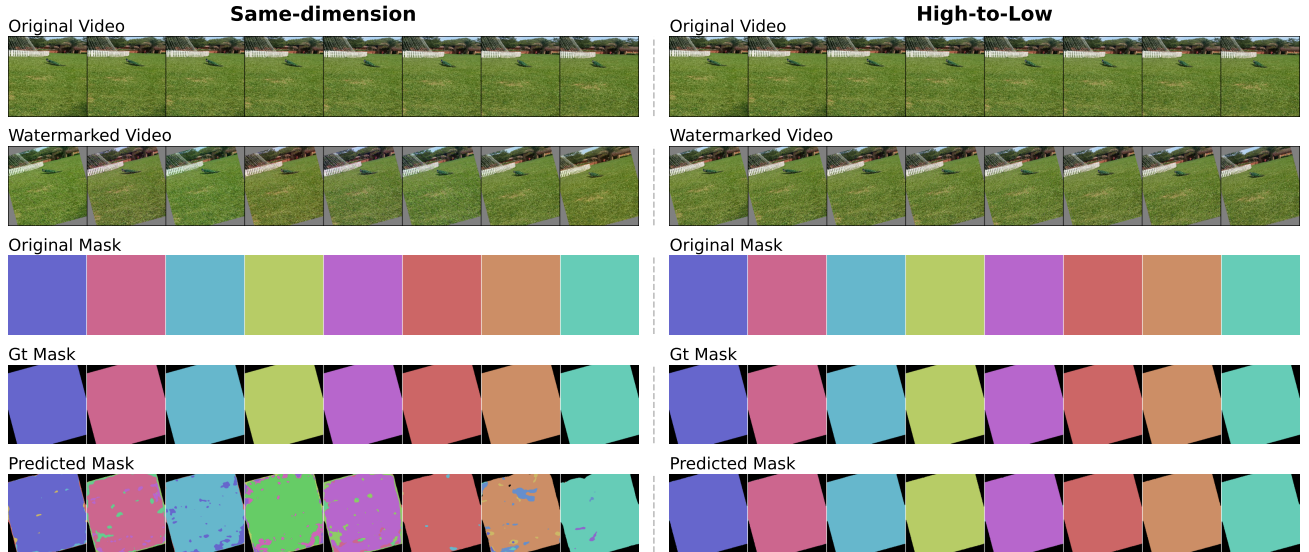 Same-dimension
Original Video
Watermarked Video
Original Mask
Gt Mask
Predicted Mask
High-to-Low
Original Video
Watermarked Video
Original Mask
Gt Mask
Predicted Mask